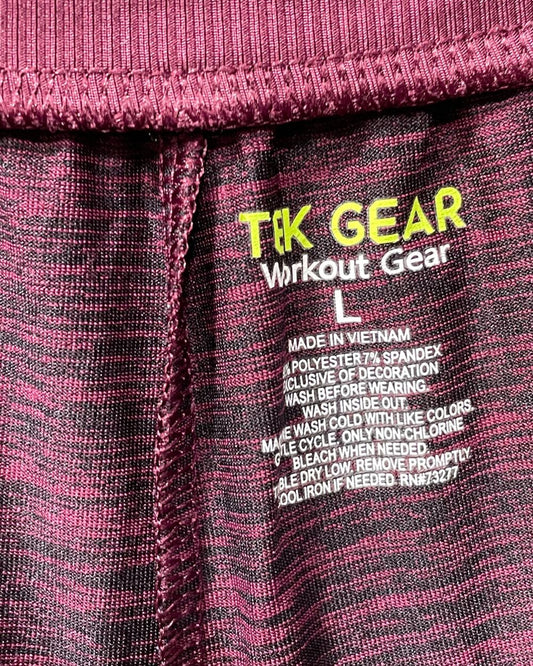 TEK GEAR
Workout Gear
L
MADE IN VIETNAM
% POLYESTER 7% SPANDEX
EXCLUSIVE OF DECORATION
WASH BEFORE WEARING.
WASH INSIDE OUT.
WASH COLD WITH LIKE COLORS.
CYCLE. ONLY NON-CHLORINE
BLEACH WHEN NEEDED.
DRY LOW. REMOVE PROMPTLY.
COOL IRON IF NEEDED. RN#73277